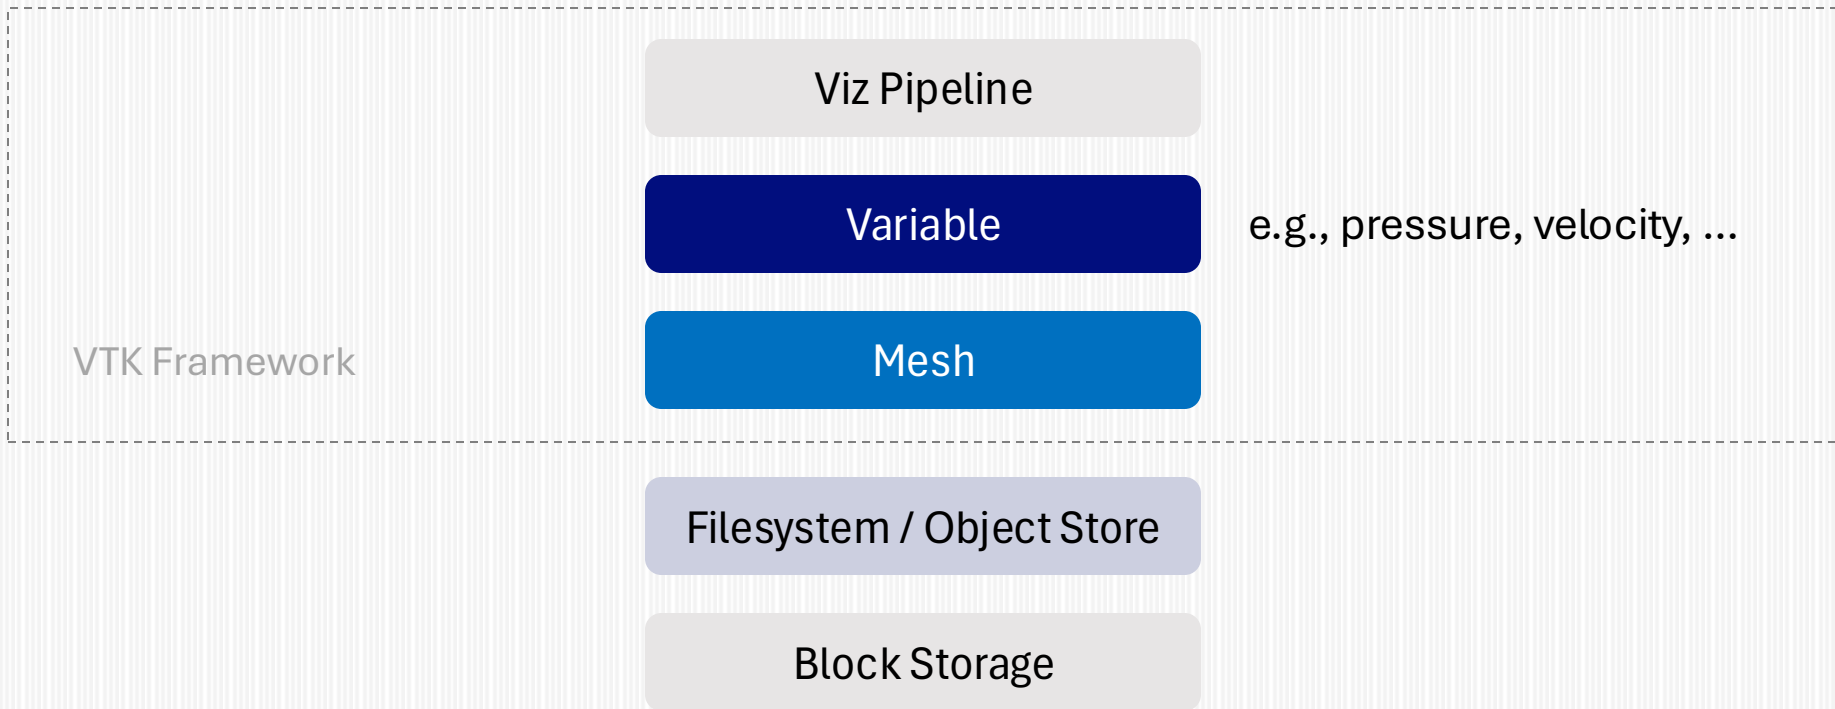 Viz Pipeline
Variable
e.g., pressure, velocity, ...
VTK Framework
Mesh
Filesystem / Object Store
Block Storage